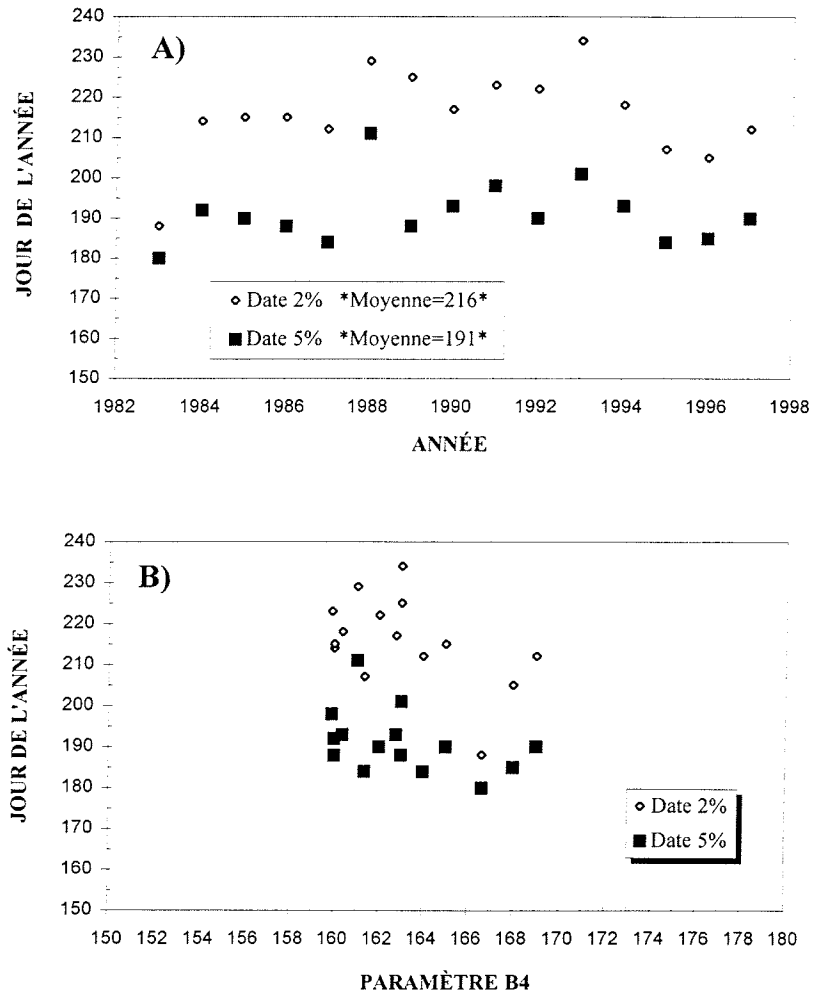 A)
JOUR DE L'ANNÉE
240
230
220
210
200
190
180
170
160
150
Date 2% *Moyenne=216*
Date 5% *Moyenne=191*
1982 1984 1986 1988 1990 1992 1994 1996 1998
ANNÉE
B)
JOUR DE L'ANNÉE
240
230
220
210
200
190
180
170
160
150
Date 2%
Date 5%
150 152 154 156 158 160 162 164 166 168 170 172 174 176 178 180
PARAMÈTRE B4